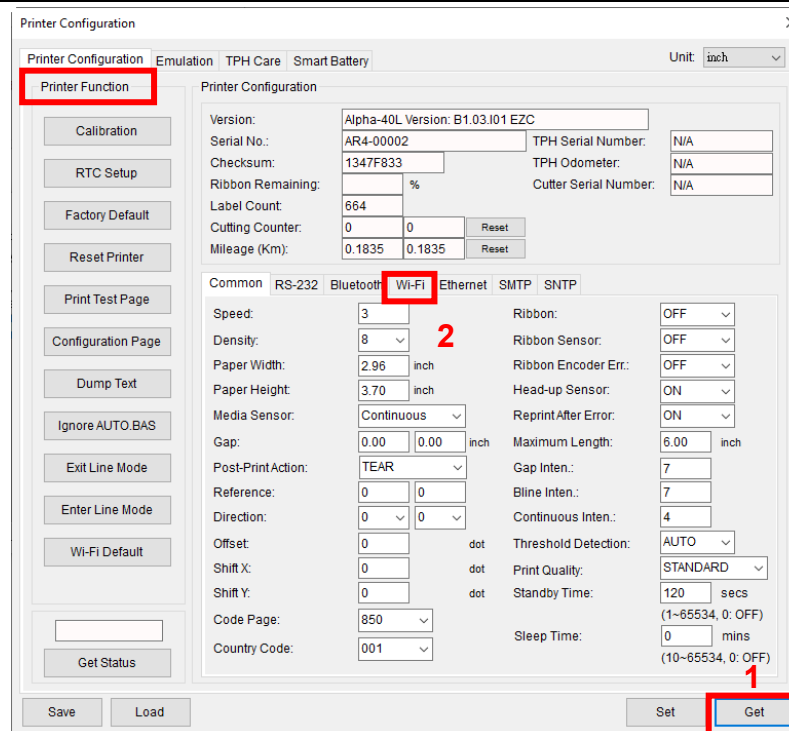 Printer Configuration
Printer Configuration Emulation TPH Care Smart Battery Unit: inch
Printer Function
Calibration
RTC Setup
Factory Default
Reset Printer
Print Test Page
Configuration Page
Dump Text
Ignore AUTO.BAS
Exit Line Mode
Enter Line Mode
Wi-Fi Default
Get Status
Printer Configuration
Version: Alpha-40L Version: B1.03.I01 EZC
Serial No.: AR4-00002 TPH Serial Number: N/A
Checksum: 1347F833 TPH Odometer: N/A
Ribbon Remaining: % Cutter Serial Number: N/A
Label Count: 664
Cutting Counter: 0 0 Reset
Mileage (Km): 0.1835 0.1835 Reset
Common RS-232 Bluetooth Wi-Fi Ethernet SMTP SNTP
2
Speed: 3 Ribbon: OFF
Density: 8 Ribbon Sensor: OFF
Paper Width: 2.96 inch Ribbon Encoder Err.: OFF
Paper Height: 3.70 inch Head-up Sensor: ON
Media Sensor: Continuous Reprint After Error: ON
Gap: 0.00 0.00 inch Maximum Length: 6.00 inch
Post-Print Action: TEAR Gap Inten.: 7
Reference: 0 0 Bline Inten.: 7
Direction: 0 0 Continuous Inten.: 4
Offset: 0 dot Threshold Detection: AUTO
Shift X: 0 dot Print Quality: STANDARD
Shift Y: 0 dot Standby Time: 120 secs
(1~65534, 0: OFF)
Code Page: 850
Sleep Time: 0 mins
Country Code: 001
(10~65534, 0: OFF)
1
Save Load Set Get